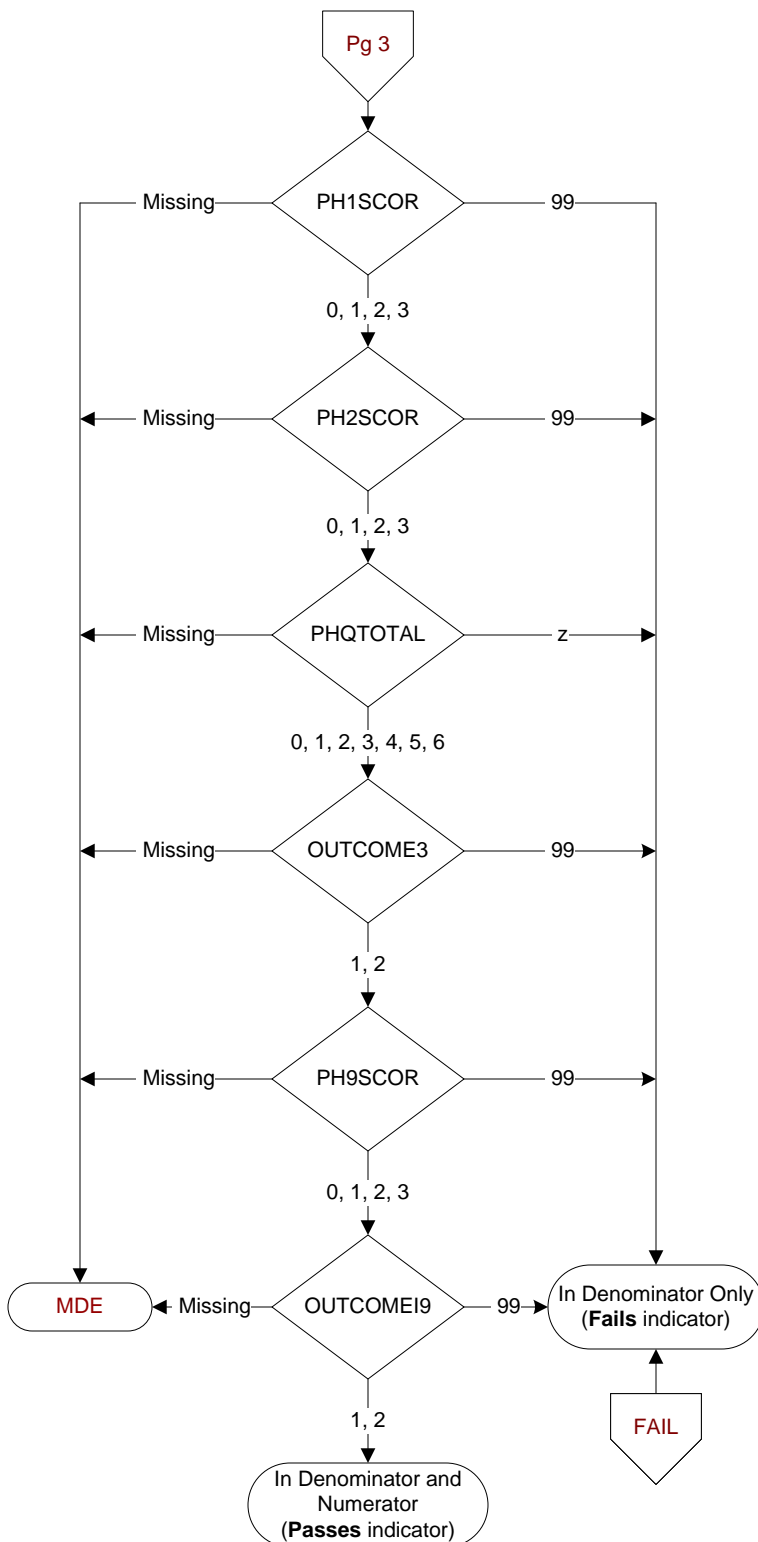 Pg 3
PH1SCOR
Missing
99
0, 1, 2, 3
PH2SCOR
Missing
99
0, 1, 2, 3
PHQTOTAL
Missing
z
0, 1, 2, 3, 4, 5, 6
OUTCOME3
Missing
99
1, 2
PH9SCOR
Missing
99
0, 1, 2, 3
MDE
Missing
OUTCOMEI9
99
In Denominator Only
(Fails indicator)
1, 2
FAIL
In Denominator and
Numerator
(Passes indicator)